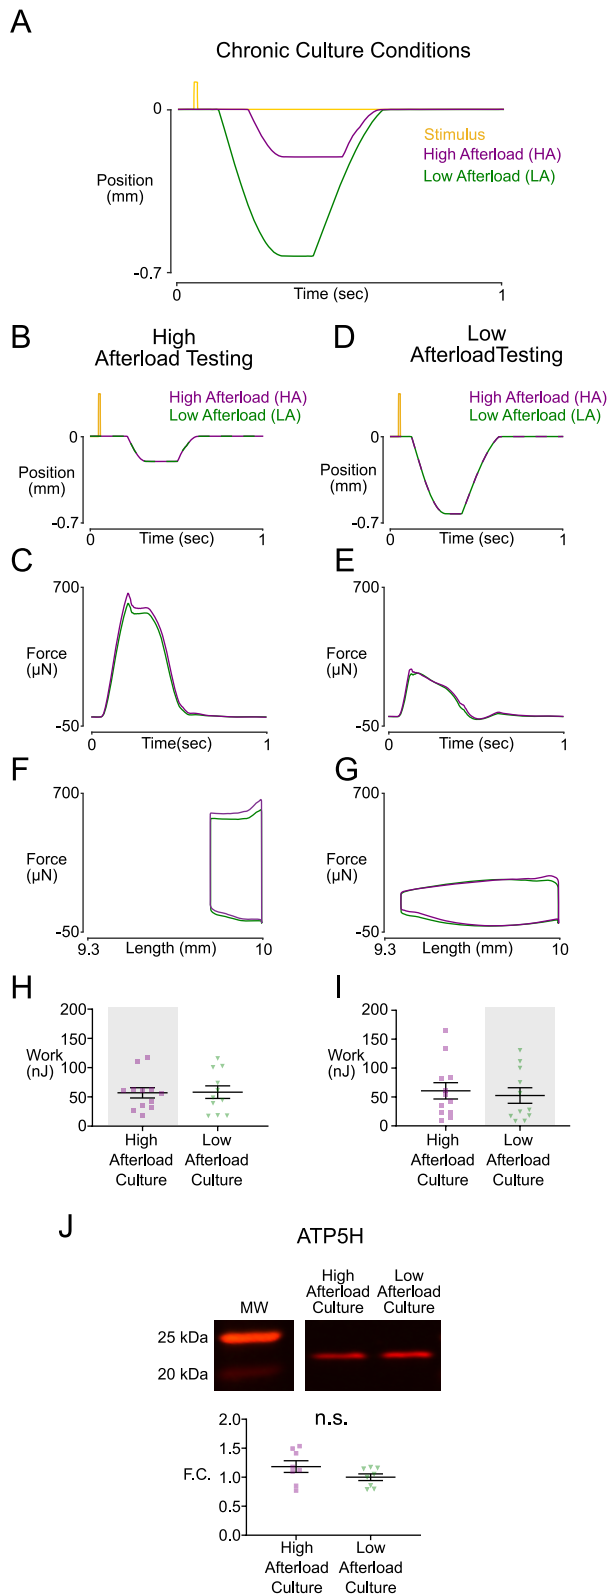 A
Chronic Culture Conditions
0
Stimulus
High Afterload (HA)
Low Afterload (LA)
Position
(mm)
-0.7
0
Time (sec)
1
B
High
Afterload Testing
High Afterload (HA)
Low Afterload (LA)
0
Position
(mm)
-0.7
0
Time (sec)
1
D
Low
AfterloadTesting
High Afterload (HA)
Low Afterload (LA)
0
Position
(mm)
-0.7
0
Time (sec)
1
C
700
Force
(µN)
-50
0
Time(sec)
1
E
700
Force
(µN)
-50
0
Time (sec)
1
F
700
Force
(µN)
-50
9.3
Length (mm)
10
G
700
Force
(µN)
-50
9.3
Length (mm)
10
H
200
150
Work
(nJ)
100
50
0
High
Afterload
Culture
Low
Afterload
Culture
I
200
150
Work
(nJ)
100
50
0
High
Afterload
Culture
Low
Afterload
Culture
J
ATP5H
MW
High
Afterload
Culture
Low
Afterload
Culture
25 kDa
20 kDa
n.s.
2.0
1.5
F.C.
1.0
0.5
0.0
High
Afterload
Culture
Low
Afterload
Culture